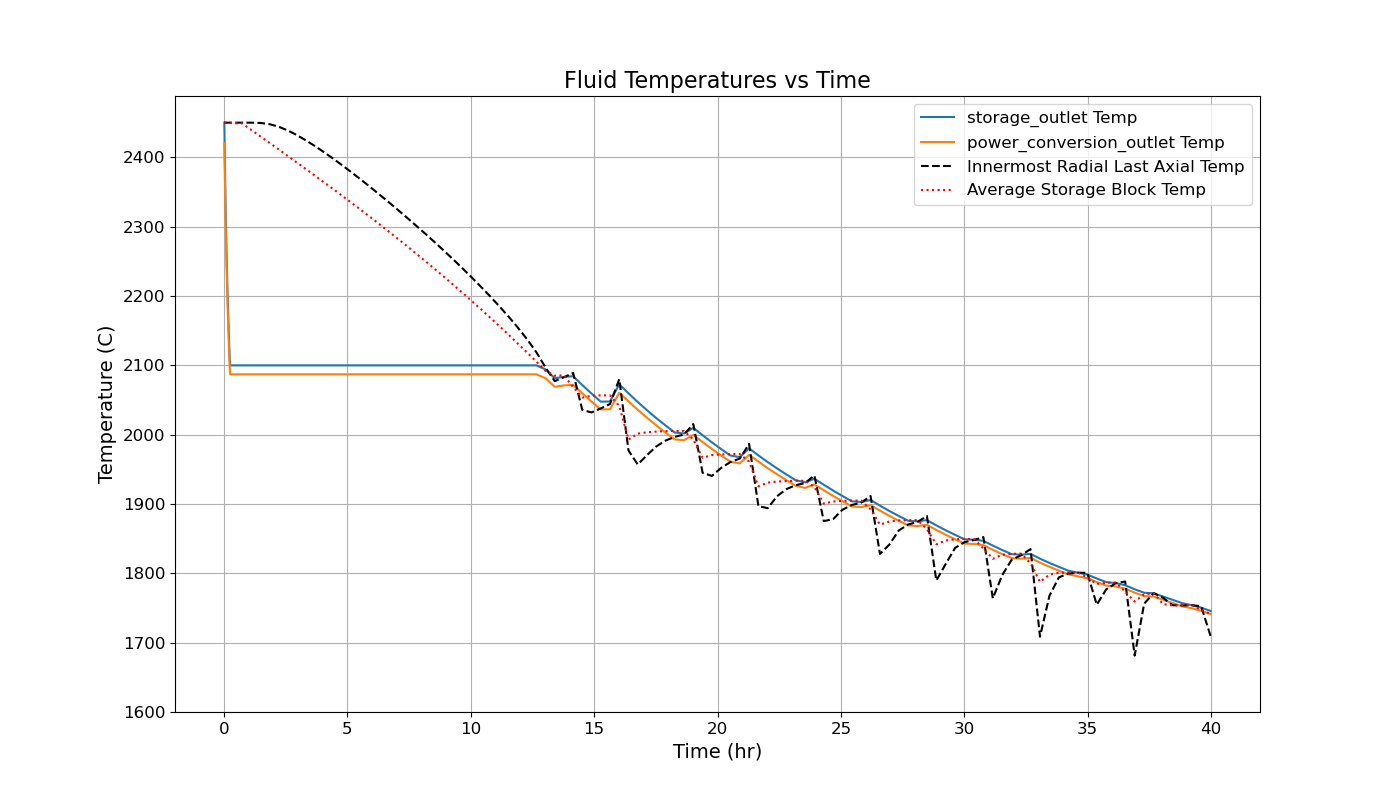 Fluid Temperatures vs Time
storage_outlet Temp
power_conversion_outlet Temp
Innermost Radial Last Axial Temp
Average Storage Block Temp
Temperature (C)
2400
2300
2200
2100
2000
1900
1800
1700
1600
0 5 10 15 20 25 30 35 40
Time (hr)